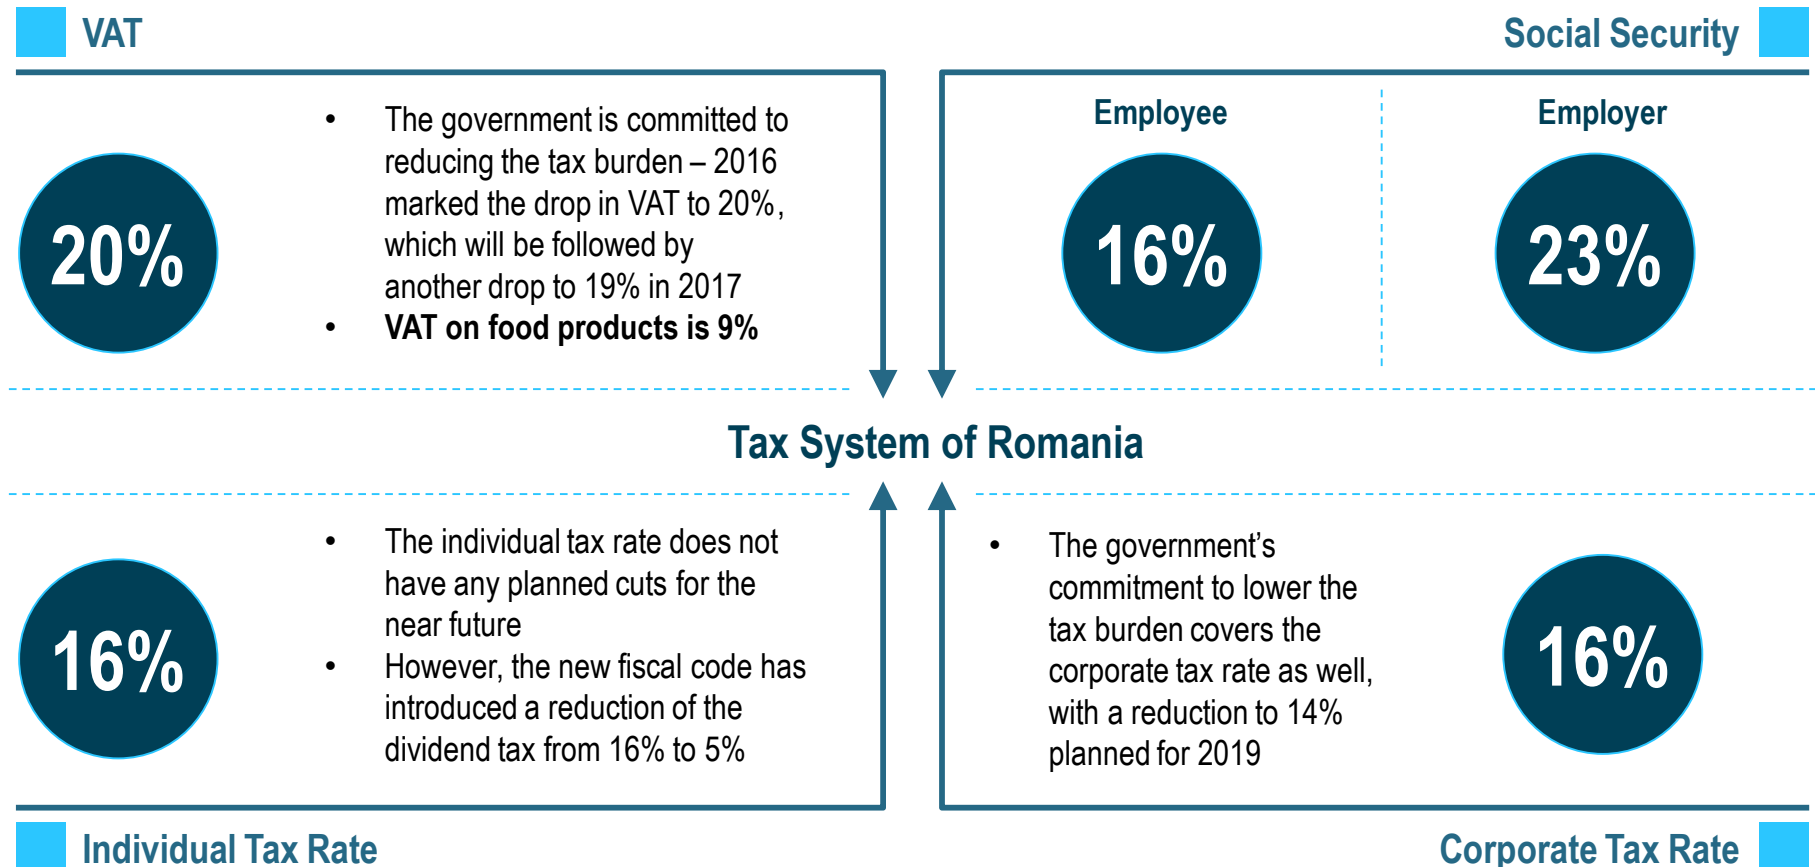 VAT
20%
• The government is committed to
reducing the tax burden – 2016
marked the drop in VAT to 20%,
which will be followed by
another drop to 19% in 2017
• VAT on food products is 9%
Social Security
Employee
16%
Employer
23%
Tax System of Romania
16%
• The individual tax rate does not
have any planned cuts for the
near future
• However, the new fiscal code has
introduced a reduction of the
dividend tax from 16% to 5%
Individual Tax Rate
• The government’s
commitment to lower the
tax burden covers the
corporate tax rate as well,
with a reduction to 14%
planned for 2019
16%
Corporate Tax Rate